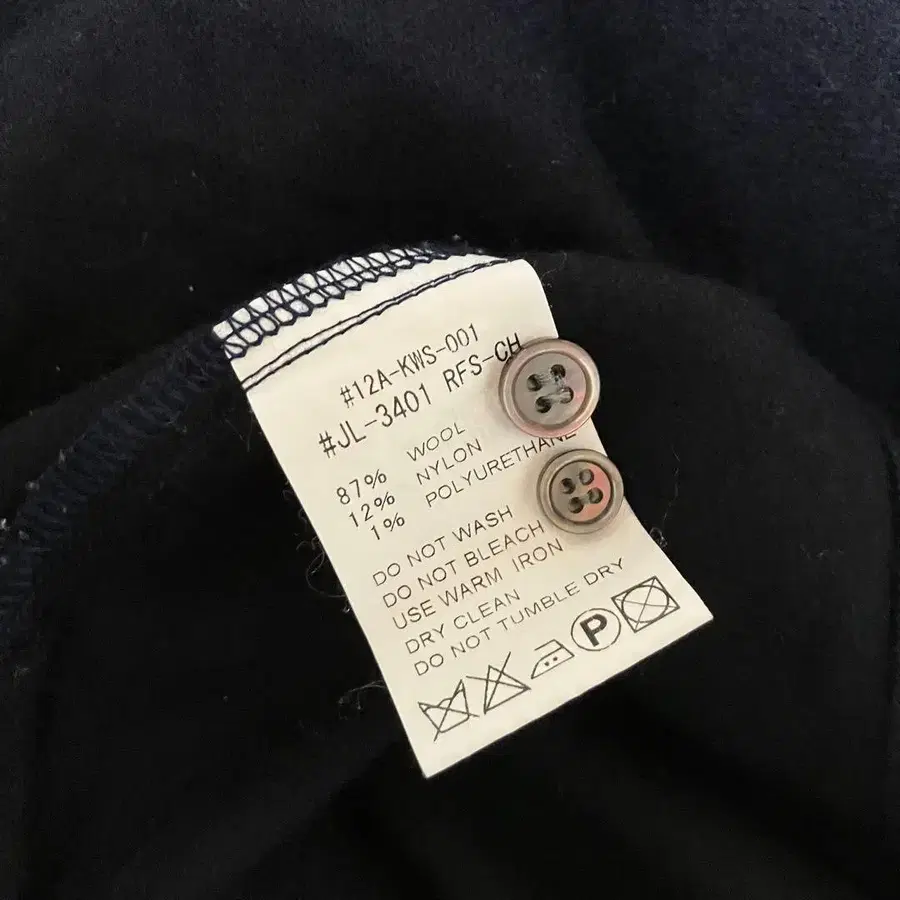 #12A-KWS-001
#JL-3401 RFS-CH
87% WOOL
12% NYLON
1% POLYURETHANE
DO NOT WASH
DO NOT BLEACH
USE WARM IRON
DRY CLEAN
DO NOT TUMBLE DRY
P